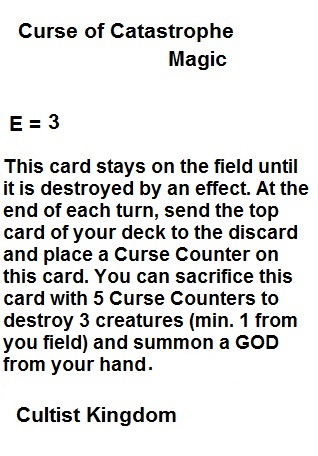 Curse of Catastrophe
Magic
E = 3
This card stays on the field until
it is destroyed by an effect. At the
end of each turn, send the top
card of your deck to the discard
and place a Curse Counter on
this card. You can sacrifice this
card with 5 Curse Counters to
destroy 3 creatures (min. 1 from
you field) and summon a GOD
from your hand.
Cultist Kingdom